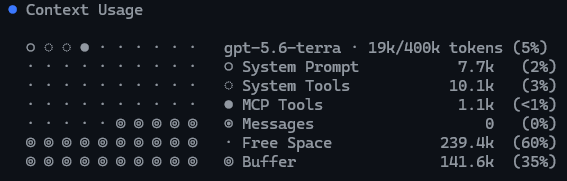 ● Context Usage
○ ◌ ◌ ● · · · · · · gpt-5.6-terra · 19k/400k tokens (5%)
· · · · · · · · · · ○ System Prompt 7.7k (2%)
· · · · · · · · · · ◌ System Tools 10.1k (3%)
· · · · · · · · · · ● MCP Tools 1.1k (<1%)
· · · · · ◎ ◎ ◎ ◎ ◎ ◉ Messages 0 (0%)
◎ ◎ ◎ ◎ ◎ ◎ ◎ ◎ ◎ ◎ · Free Space 239.4k (60%)
◎ ◎ ◎ ◎ ◎ ◎ ◎ ◎ ◎ ◎ ◎ Buffer 141.6k (35%)